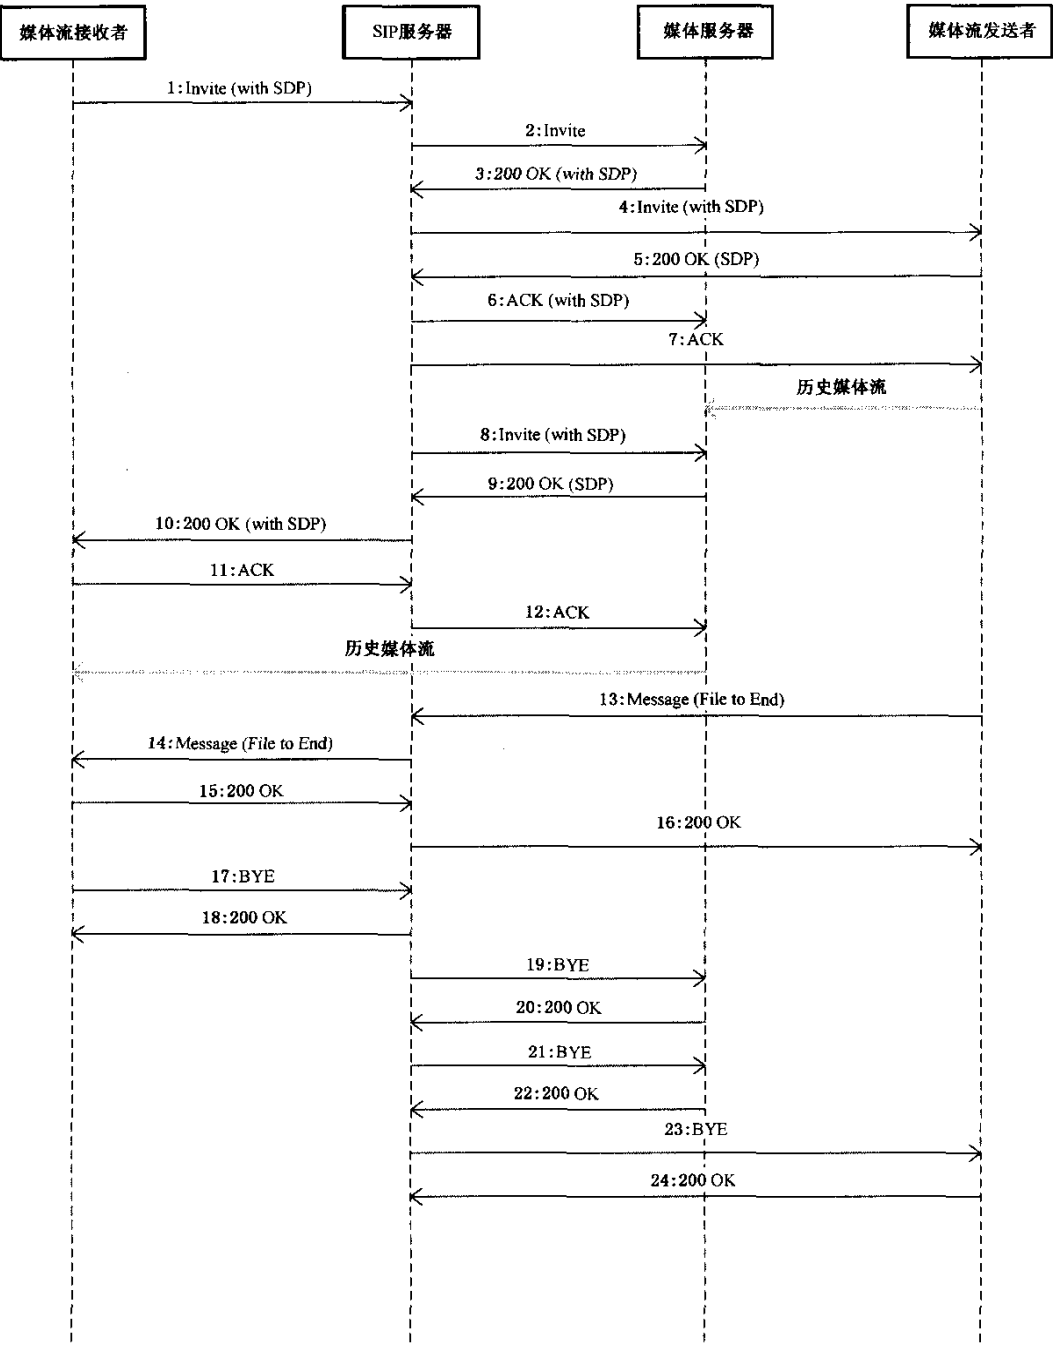 媒体流接收者
SIP服务器
媒体服务器
媒体流发送者
1:Invite (with SDP)
2:Invite
3:200 OK (with SDP)
4:Invite (with SDP)
5:200 OK (SDP)
6:ACK (with SDP)
7:ACK
历史媒体流
8:Invite (with SDP)
9:200 OK (SDP)
10:200 OK (with SDP)
11:ACK
12:ACK
历史媒体流
13:Message (File to End)
14:Message (File to End)
15:200 OK
16:200 OK
17:BYE
18:200 OK
19:BYE
20:200 OK
21:BYE
22:200 OK
23:BYE
24:200 OK